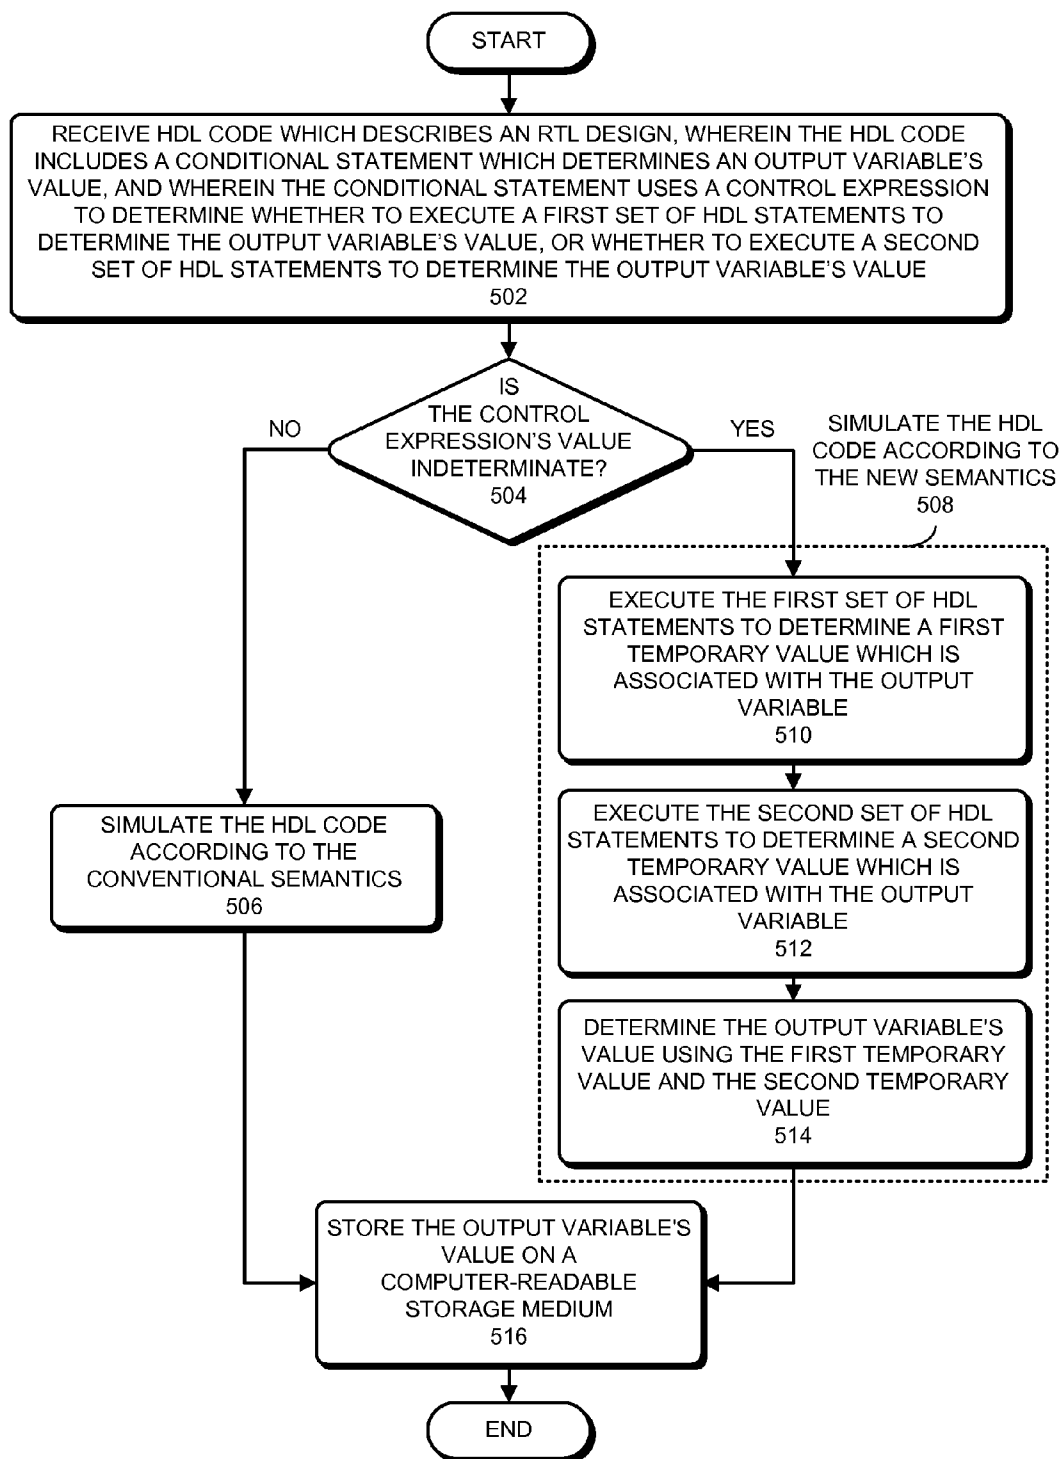 START
RECEIVE HDL CODE WHICH DESCRIBES AN RTL DESIGN, WHEREIN THE HDL CODE
INCLUDES A CONDITIONAL STATEMENT WHICH DETERMINES AN OUTPUT VARIABLE'S
VALUE, AND WHEREIN THE CONDITIONAL STATEMENT USES A CONTROL EXPRESSION
TO DETERMINE WHETHER TO EXECUTE A FIRST SET OF HDL STATEMENTS TO
DETERMINE THE OUTPUT VARIABLE'S VALUE, OR WHETHER TO EXECUTE A SECOND
SET OF HDL STATEMENTS TO DETERMINE THE OUTPUT VARIABLE'S VALUE
502
IS
THE CONTROL
EXPRESSION'S VALUE
INDETERMINATE?
504
NO
YES
SIMULATE THE HDL
CODE ACCORDING TO
THE NEW SEMANTICS
508
EXECUTE THE FIRST SET OF HDL
STATEMENTS TO DETERMINE A FIRST
TEMPORARY VALUE WHICH IS
ASSOCIATED WITH THE OUTPUT
VARIABLE
510
SIMULATE THE HDL CODE
ACCORDING TO THE
CONVENTIONAL SEMANTICS
506
EXECUTE THE SECOND SET OF HDL
STATEMENTS TO DETERMINE A SECOND
TEMPORARY VALUE WHICH IS
ASSOCIATED WITH THE OUTPUT
VARIABLE
512
DETERMINE THE OUTPUT VARIABLE'S
VALUE USING THE FIRST TEMPORARY
VALUE AND THE SECOND TEMPORARY
VALUE
514
STORE THE OUTPUT VARIABLE'S
VALUE ON A
COMPUTER-READABLE
STORAGE MEDIUM
516
END